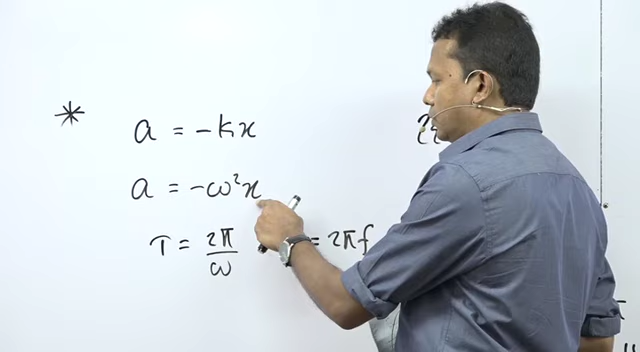 * a = -kx
a = -ω²x
T = 2π/ω = 2πf